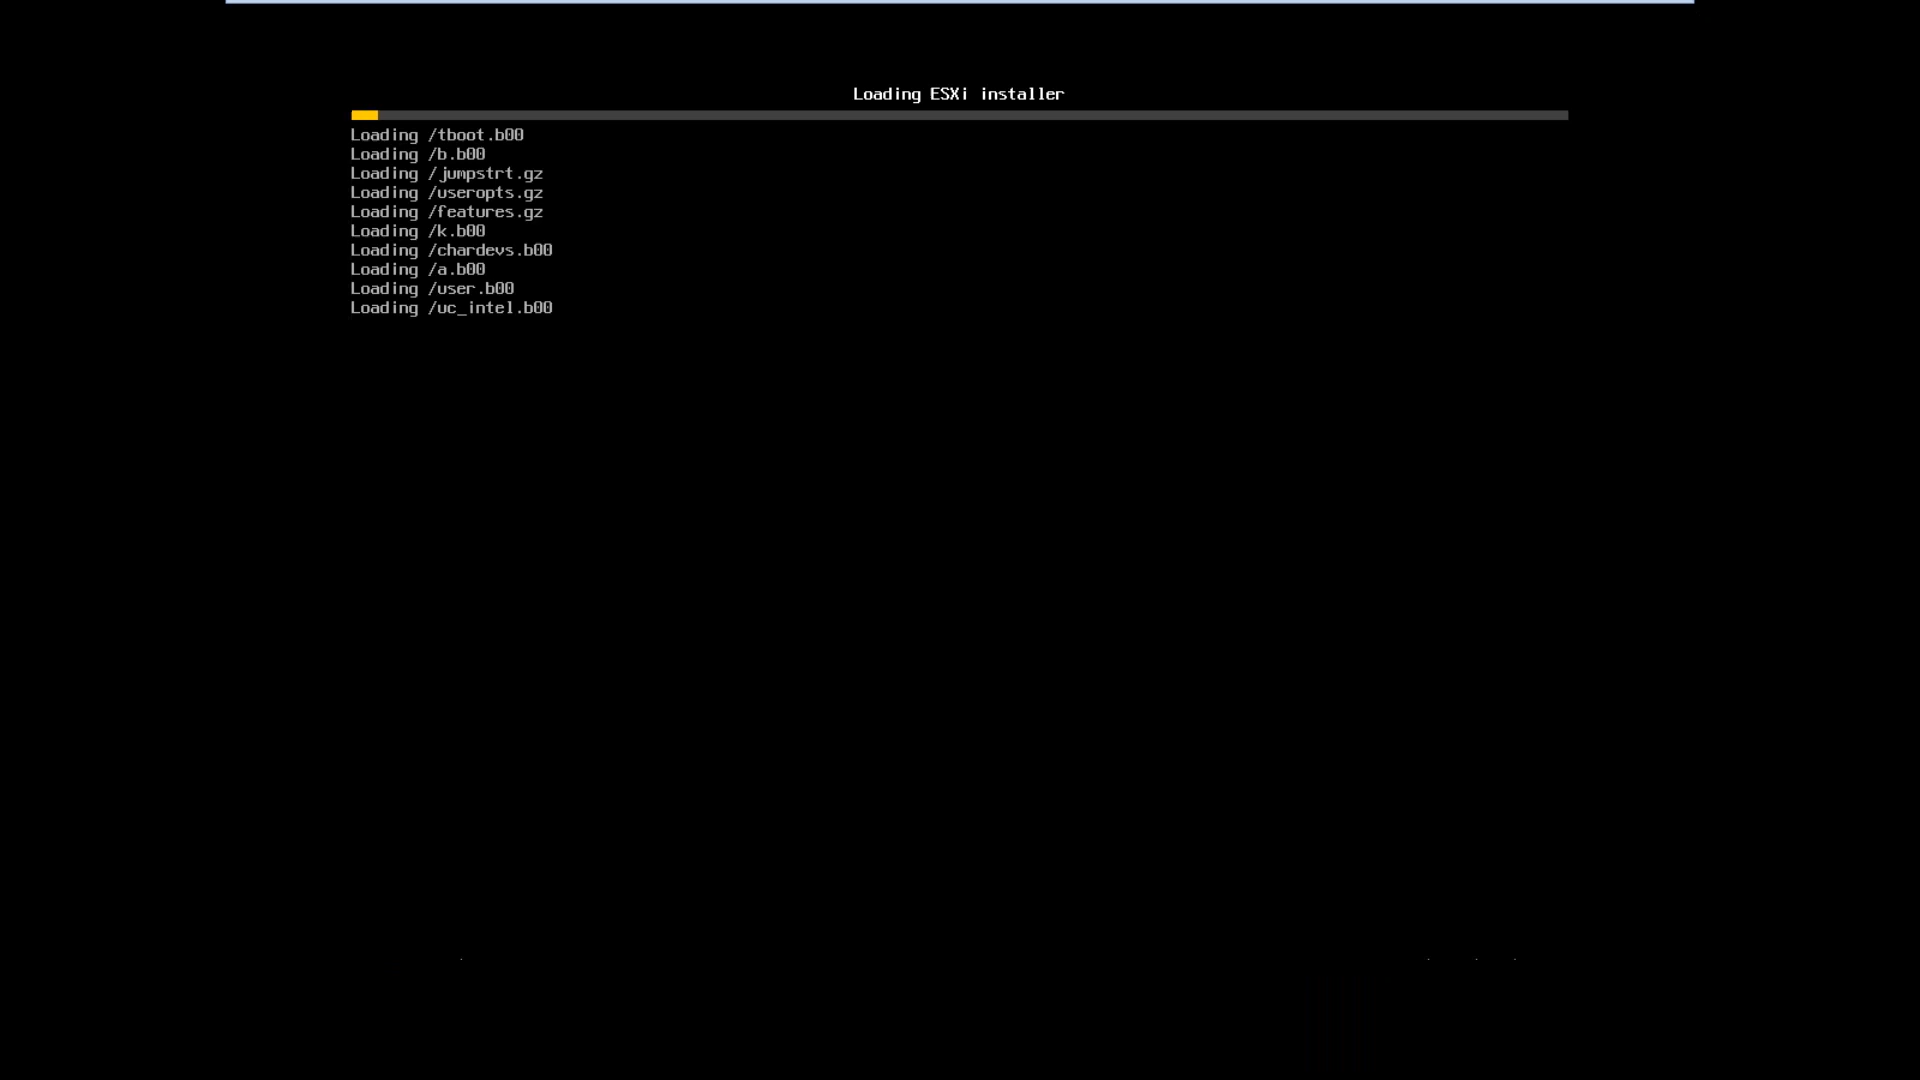 Loading ESXi installer
Loading /tboot.b00
Loading /b.b00
Loading /jumpstrt.gz
Loading /useropts.gz
Loading /features.gz
Loading /k.b00
Loading /chardevs.b00
Loading /a.b00
Loading /user.b00
Loading /uc_intel.b00